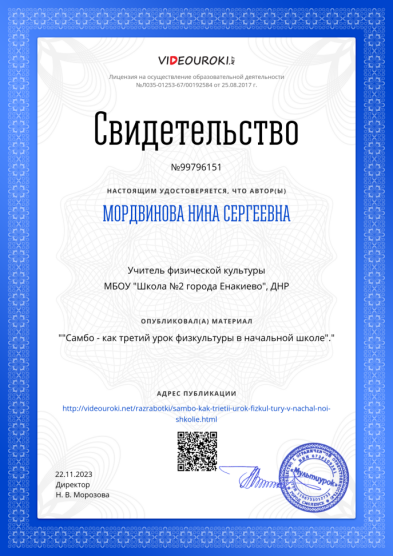 VIDEOUROKI.NET
Лицензия на осуществление образовательной деятельности
№Л035-01253-67/00192584 от 25.08.2017 г.
Свидетельство
№99796151
НАСТОЯЩИМ УДОСТОВЕРЯЕТСЯ, ЧТО АВТОР(Ы)
МОРДВИНОВА НИНА СЕРГЕЕВНА
Учитель физической культуры
МБОУ "Школа №2 города Енакиево", ДНР
ОПУБЛИКОВАЛ(А) МАТЕРИАЛ
""Самбо - как третий урок физкультуры в начальной школе"."
АДРЕС ПУБЛИКАЦИИ
http://videouroki.net/razrabotki/sambo-kak-trietii-urok-fizkul-tury-v-nachal-noi-
shkolie.html
22.11.2023
Директор
Н. В. Морозова
Мультиурок